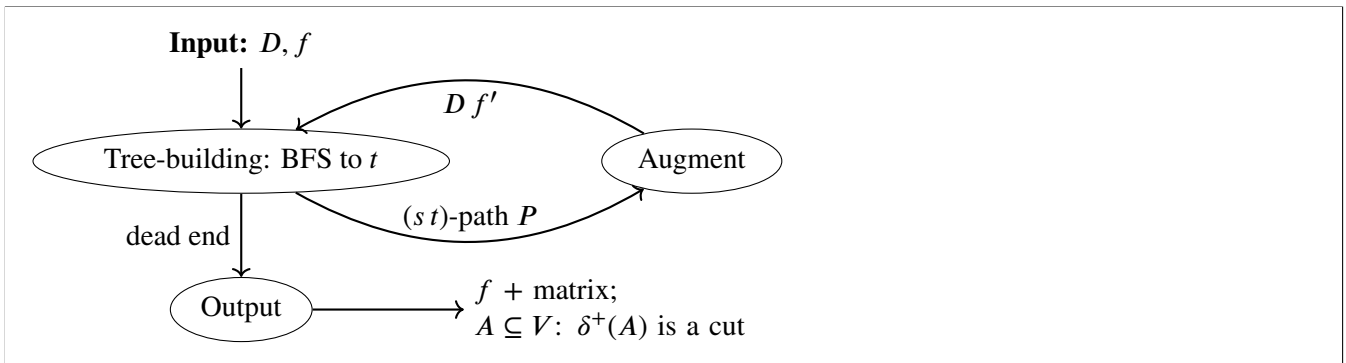 Input: D, f
D f′
Tree-building: BFS to t
Augment
(s t)-path P
dead end
Output
f + matrix;
A ⊆ V: δ⁺(A) is a cut